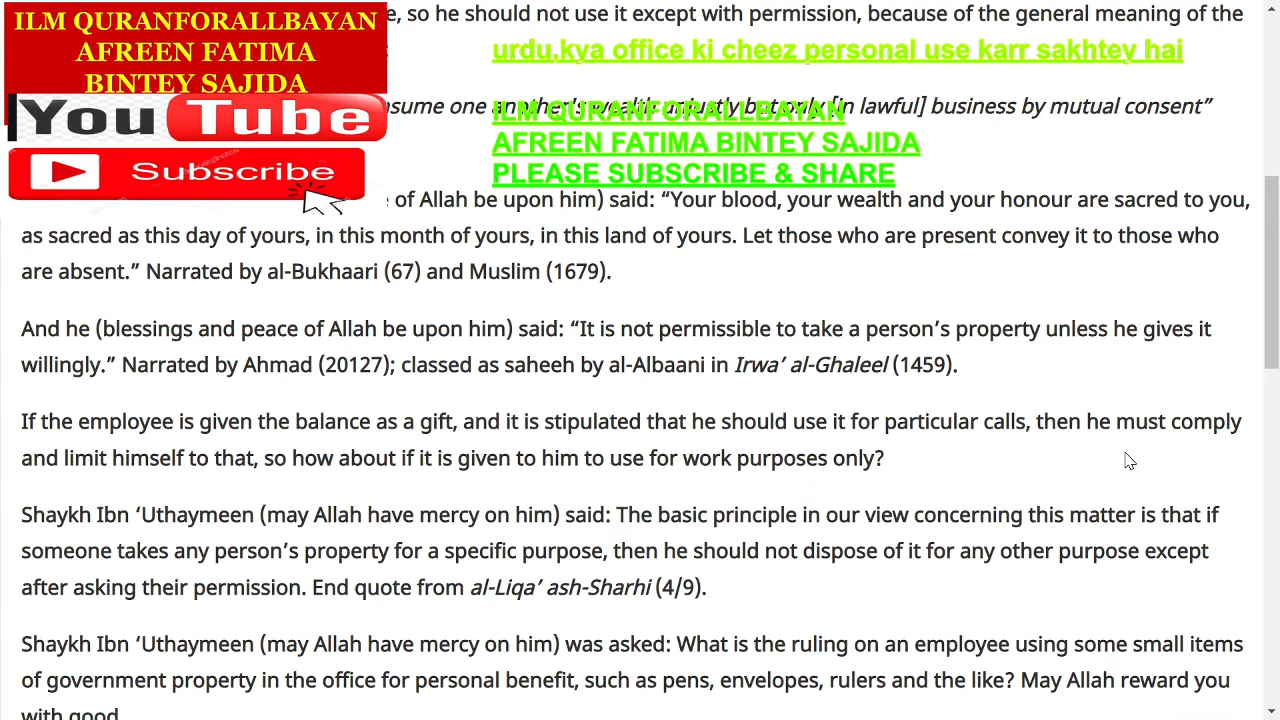 ILM QURANFORALLBAYAN
AFREEN FATIMA
BINTEY SAJIDA
You Tube
Subscribe
e, so he should not use it except with permission, because of the general meaning of the
urdu.kya office ki cheez personal use karr sakhtey hai
nsume one another's wealth unjustly but only [in lawful] business by mutual consent”
ILM QURANFORALLBAYAN
AFREEN FATIMA BINTEY SAJIDA
PLEASE SUBSCRIBE & SHARE
e of Allah be upon him) said: “Your blood, your wealth and your honour are sacred to you,
as sacred as this day of yours, in this month of yours, in this land of yours. Let those who are present convey it to those who
are absent.” Narrated by al-Bukhaari (67) and Muslim (1679).
And he (blessings and peace of Allah be upon him) said: “It is not permissible to take a person’s property unless he gives it
willingly.” Narrated by Ahmad (20127); classed as saheeh by al-Albaani in Irwa’ al-Ghaleel (1459).
If the employee is given the balance as a gift, and it is stipulated that he should use it for particular calls, then he must comply
and limit himself to that, so how about if it is given to him to use for work purposes only?
Shaykh Ibn ‘Uthaymeen (may Allah have mercy on him) said: The basic principle in our view concerning this matter is that if
someone takes any person’s property for a specific purpose, then he should not dispose of it for any other purpose except
after asking their permission. End quote from al-Liqa’ ash-Sharhi (4/9).
Shaykh Ibn ‘Uthaymeen (may Allah have mercy on him) was asked: What is the ruling on an employee using some small items
of government property in the office for personal benefit, such as pens, envelopes, rulers and the like? May Allah reward you
with good.